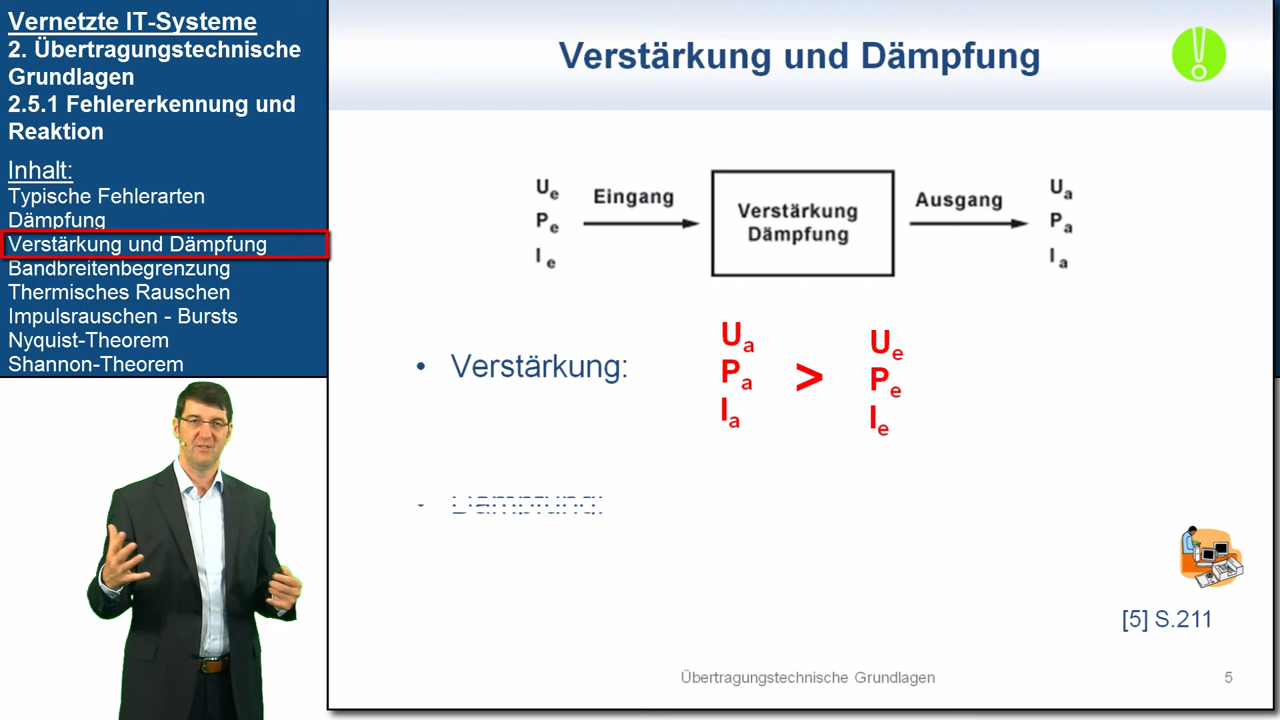 Vernetzte IT-Systeme
2. Übertragungstechnische
Grundlagen
2.5.1 Fehlererkennung und
Reaktion
Inhalt:
Typische Fehlerarten
Dämpfung
Verstärkung und Dämpfung
Bandbreitenbegrenzung
Thermisches Rauschen
Impulsrauschen - Bursts
Nyquist-Theorem
Shannon-Theorem
Verstärkung und Dämpfung
Ue
Pe
Ie
Eingang
Verstärkung
Dämpfung
Ausgang
Ua
Pa
Ia
• Verstärkung:
Ua
Pa
Ia
>
Ue
Pe
Ie
• Dämpfung:
[5] S.211
Übertragungstechnische Grundlagen
5